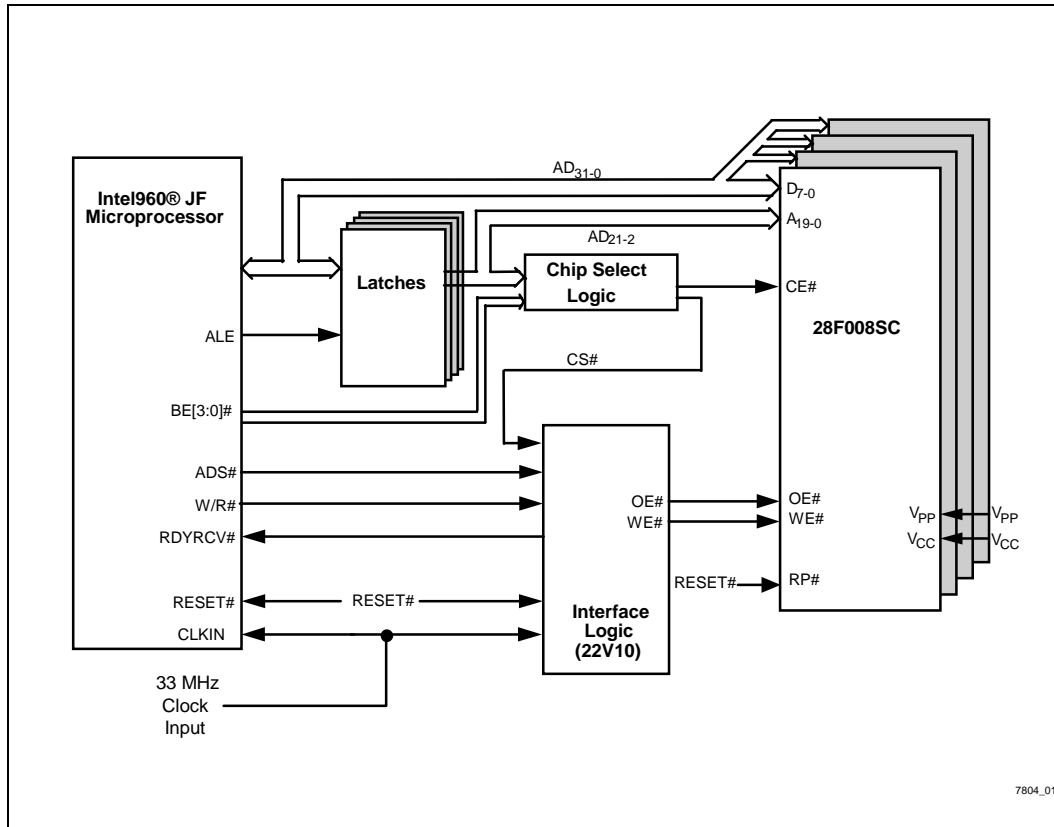 AD31-0
Intel960® JF
Microprocessor
D7-0
A19-0
AD21-2
Latches
Chip Select
Logic
CE#
28F008SC
ALE
CS#
BE[3:0]#
ADS#
W/R#
RDYRCV#
OE#
WE#
OE#
WE#
VPP
VPP
VCC
VCC
RESET#
RP#
RESET#
RESET#
CLKIN
Interface
Logic
(22V10)
33 MHz
Clock
Input
7804_01